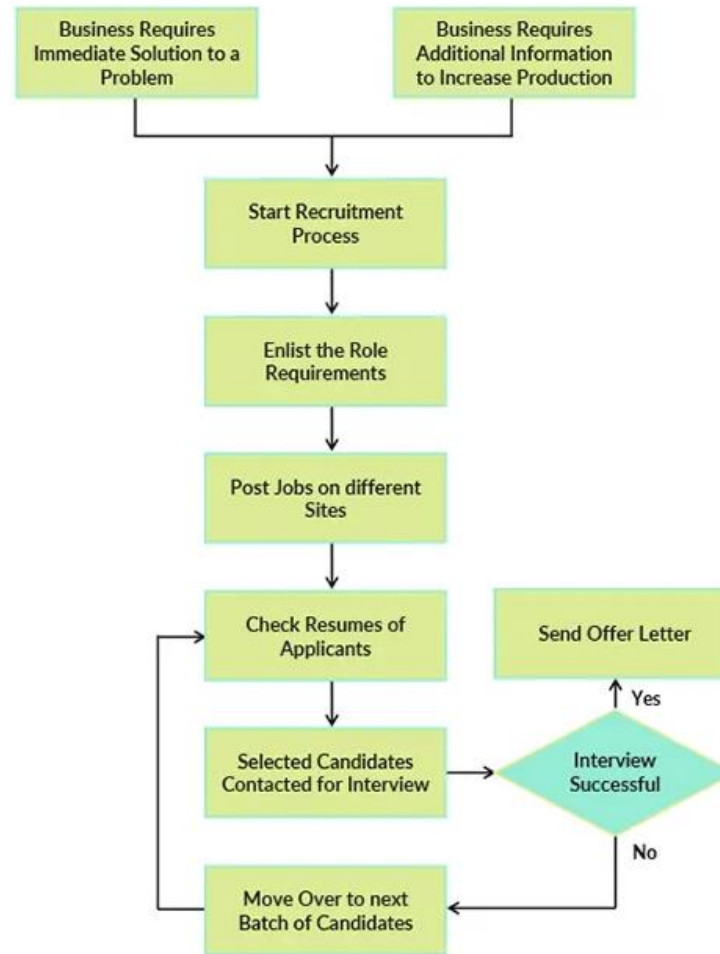 Business Requires
Immediate Solution to a
Problem
Business Requires
Additional Information
to Increase Production
Start Recruitment
Process
Enlist the Role
Requirements
Post Jobs on different
Sites
Check Resumes of
Applicants
Send Offer Letter
Yes
Selected Candidates
Contacted for Interview
Interview
Successful
No
Move Over to next
Batch of Candidates